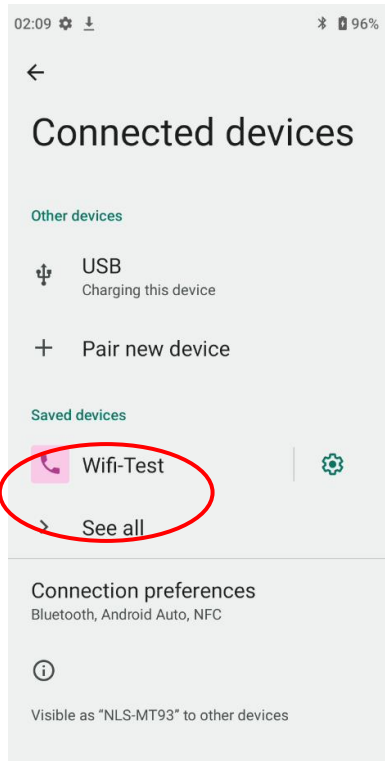 02:09 96%
Connected devices
Other devices
USB
Charging this device
Pair new device
Saved devices
Wifi-Test
See all
Connection preferences
Bluetooth, Android Auto, NFC
Visible as “NLS-MT93” to other devices